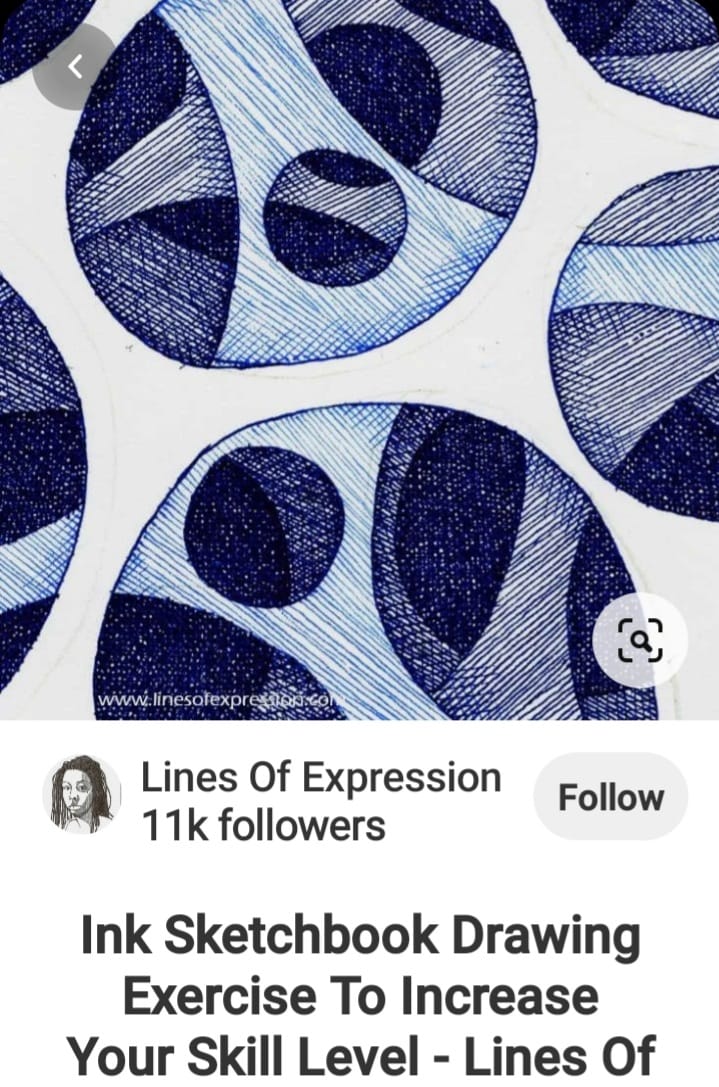 www.linesofexpression.com
Lines Of Expression
11k followers
Follow
Ink Sketchbook Drawing
Exercise To Increase
Your Skill Level - Lines Of